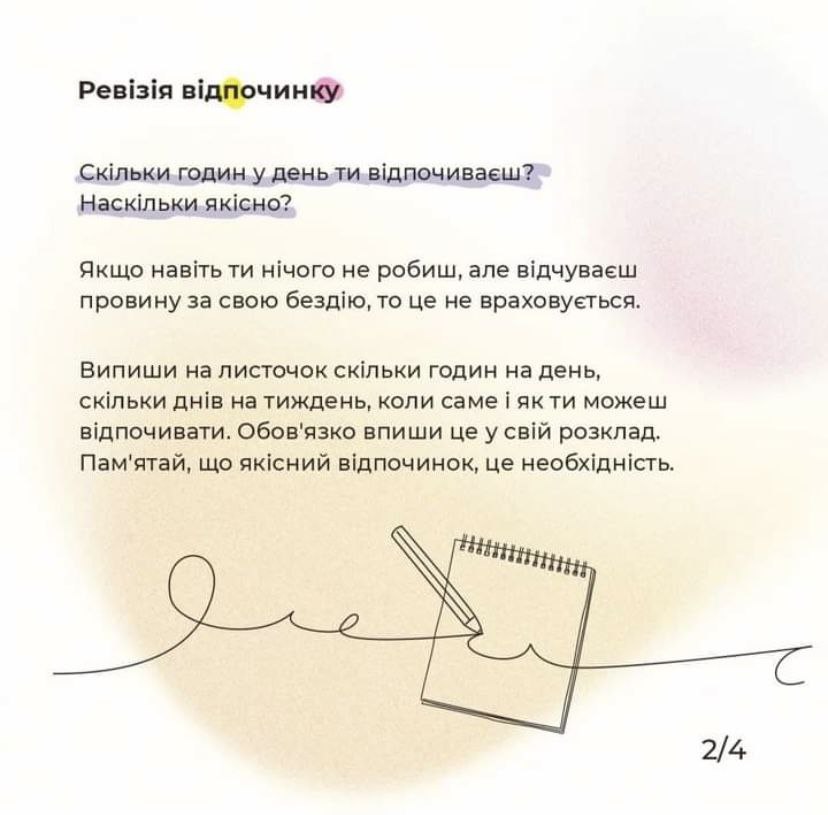 Ревізія відпочинку
Скільки годин у день ти відпочиваєш?
Наскільки якісно?
Якщо навіть ти нічого не робиш, але відчуваєш
провину за свою бездію, то це не враховується.
Випиши на листочок скільки годин на день,
скільки днів на тиждень, коли саме і як ти можеш
відпочивати. Обов'язко впиши це у свій розклад.
Пам'ятай, що якісний відпочинок, це необхідність.
2/4